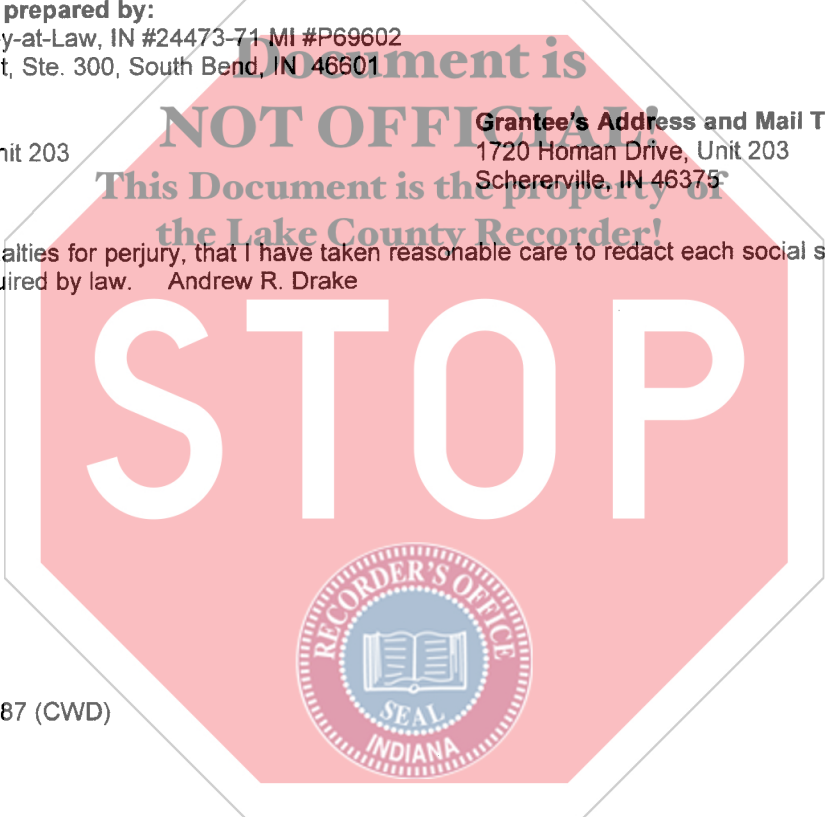 prepared by:
y-at-Law, IN #24473-71 MI #P69602
t, Ste. 300, South Bend, IN 46601
Document is
NOT OFFICIAL!
Grantee's Address and Mail T
nit 203
1720 Homan Drive, Unit 203
Schererville, IN 46375
This Document is the property of
the Lake County Recorder!
alties for perjury, that I have taken reasonable care to redact each social s
uired by law. Andrew R. Drake
STOP
RECORDER'S OFFICE
SEAL
INDIANA
87 (CWD)